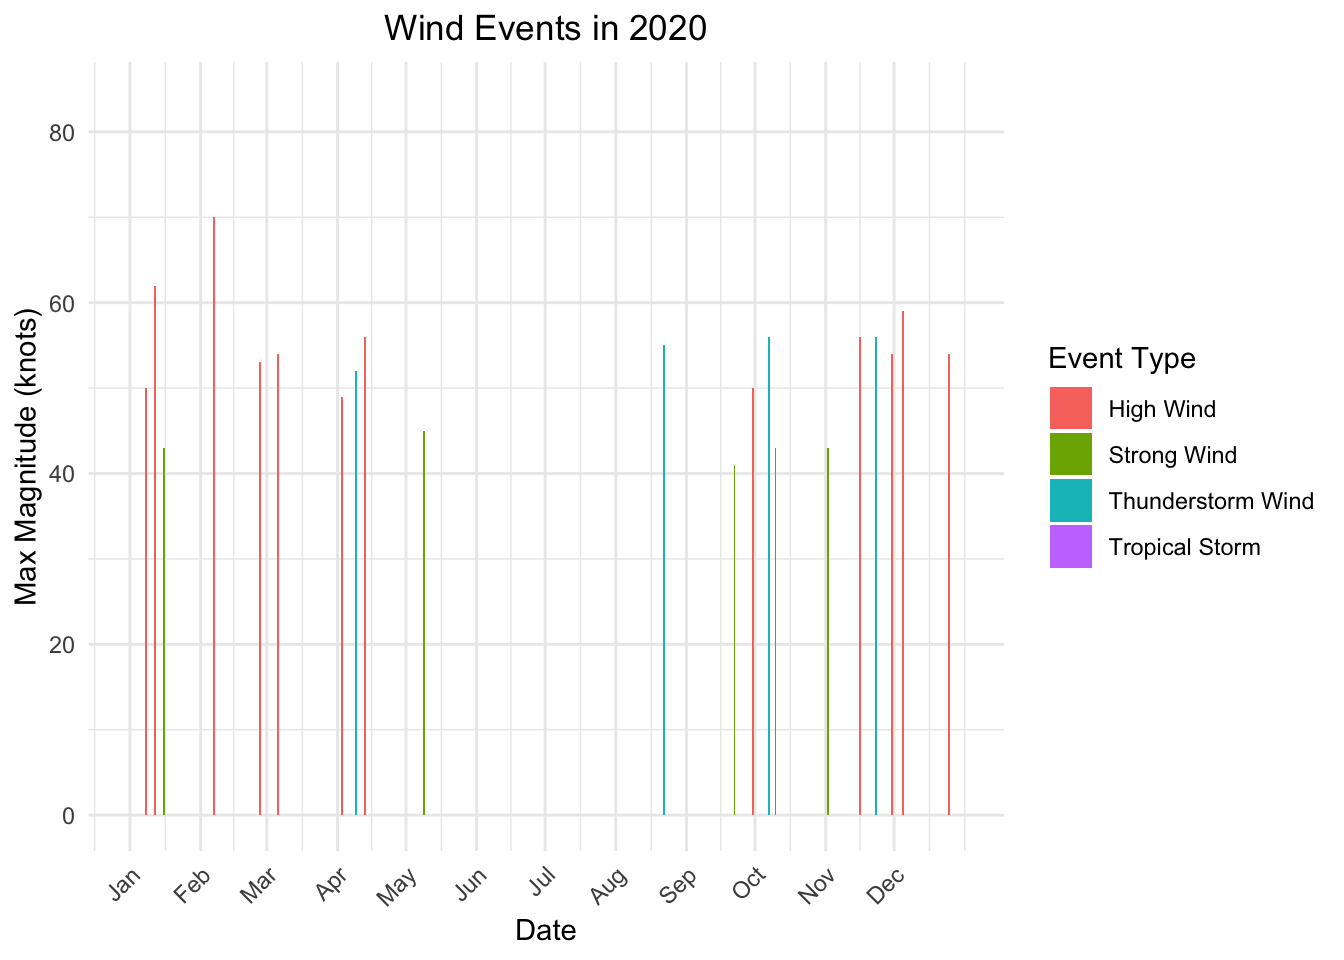 Wind Events in 2020
Max Magnitude (knots)
80
60
40
20
0
Jan Feb Mar Apr May Jun Jul Aug Sep Oct Nov Dec
Date
Event Type
High Wind
Strong Wind
Thunderstorm Wind
Tropical Storm